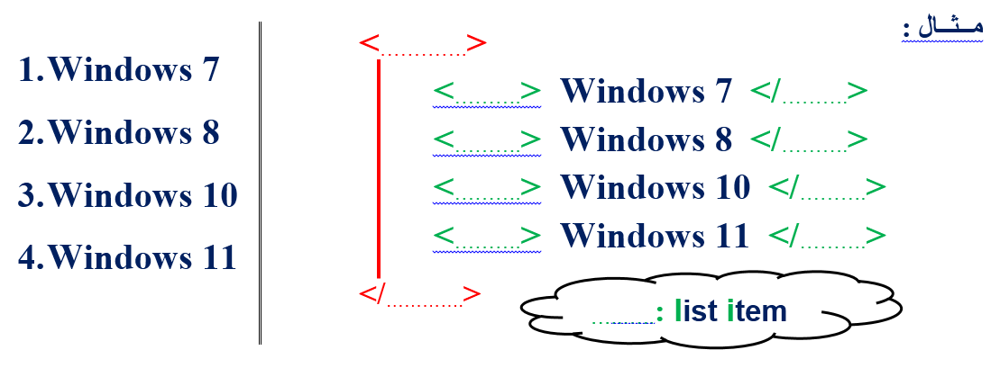 مــثــال :
1.Windows 7
2.Windows 8
3.Windows 10
4.Windows 11
<.............>
<..........> Windows 7 </..........>
<..........> Windows 8 </..........>
<..........> Windows 10 </..........>
<..........> Windows 11 </..........>
</............>
.......... : list item